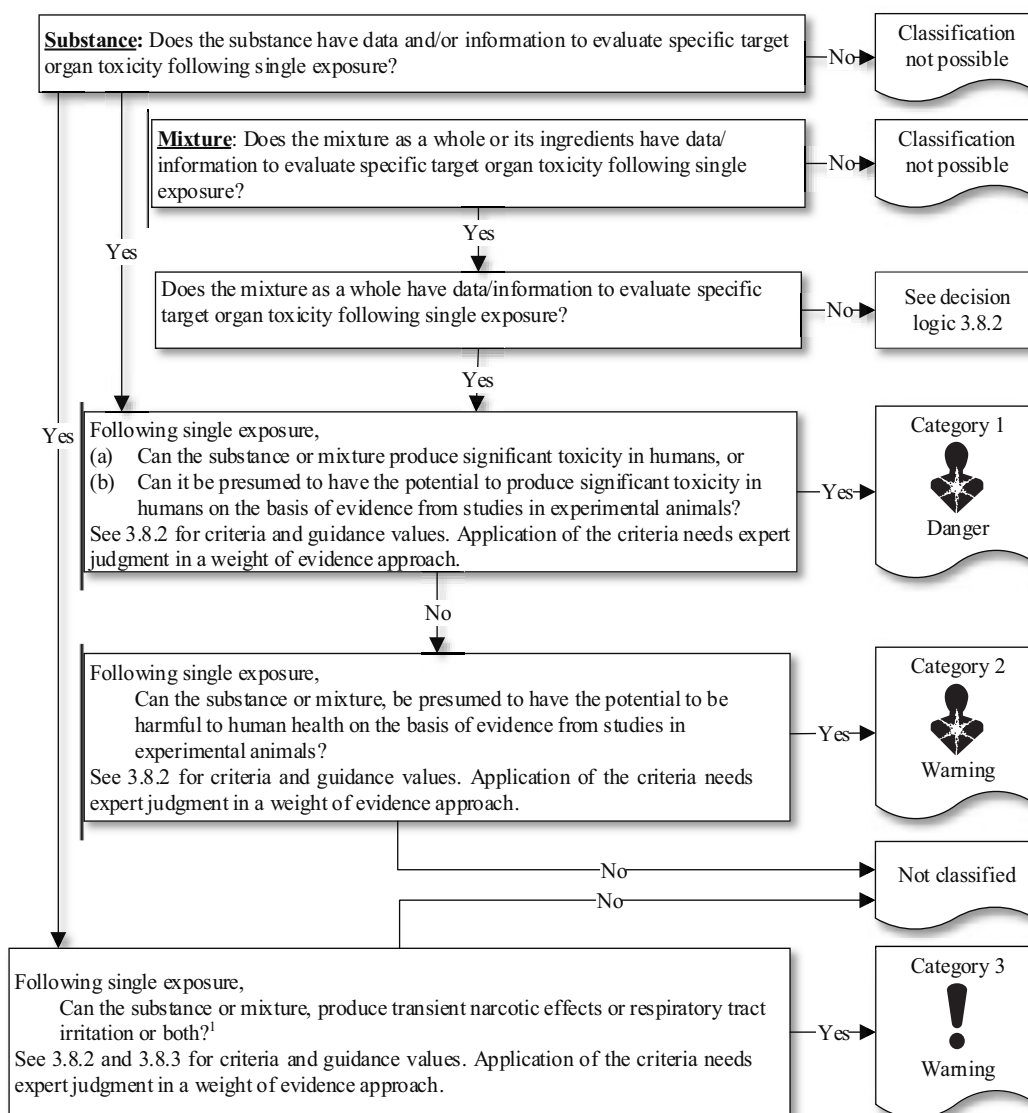 Substance: Does the substance have data and/or information to evaluate specific target
organ toxicity following single exposure?
No
Classification
not possible
Mixture: Does the mixture as a whole or its ingredients have data/
information to evaluate specific target organ toxicity following single
exposure?
No
Classification
not possible
Yes
Yes
Does the mixture as a whole have data/information to evaluate specific
target organ toxicity following single exposure?
No
See decision
logic 3.8.2
Yes
Yes
Following single exposure,
(a) Can the substance or mixture produce significant toxicity in humans, or
(b) Can it be presumed to have the potential to produce significant toxicity in
humans on the basis of evidence from studies in experimental animals?
See 3.8.2 for criteria and guidance values. Application of the criteria needs expert
judgment in a weight of evidence approach.
Yes
Category 1
Danger
No
Following single exposure,
Can the substance or mixture, be presumed to have the potential to be
harmful to human health on the basis of evidence from studies in
experimental animals?
See 3.8.2 for criteria and guidance values. Application of the criteria needs
expert judgment in a weight of evidence approach.
Yes
Category 2
Warning
No
Not classified
No
Following single exposure,
Can the substance or mixture, produce transient narcotic effects or respiratory tract
irritation or both?1
See 3.8.2 and 3.8.3 for criteria and guidance values. Application of the criteria needs
expert judgment in a weight of evidence approach.
Yes
Category 3
Warning